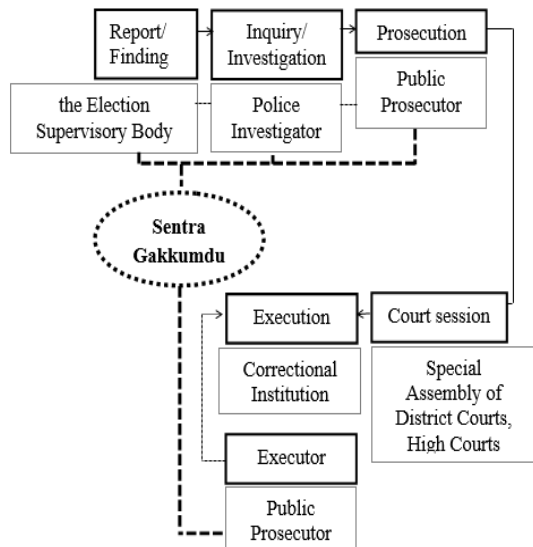 Report/
Finding
Inquiry/
Investigation
Prosecution
the Election
Supervisory Body
Police
Investigator
Public
Prosecutor
Sentra
Gakkumdu
Execution
Court session
Correctional
Institution
Special
Assembly of
District Courts,
High Courts
Executor
Public
Prosecutor